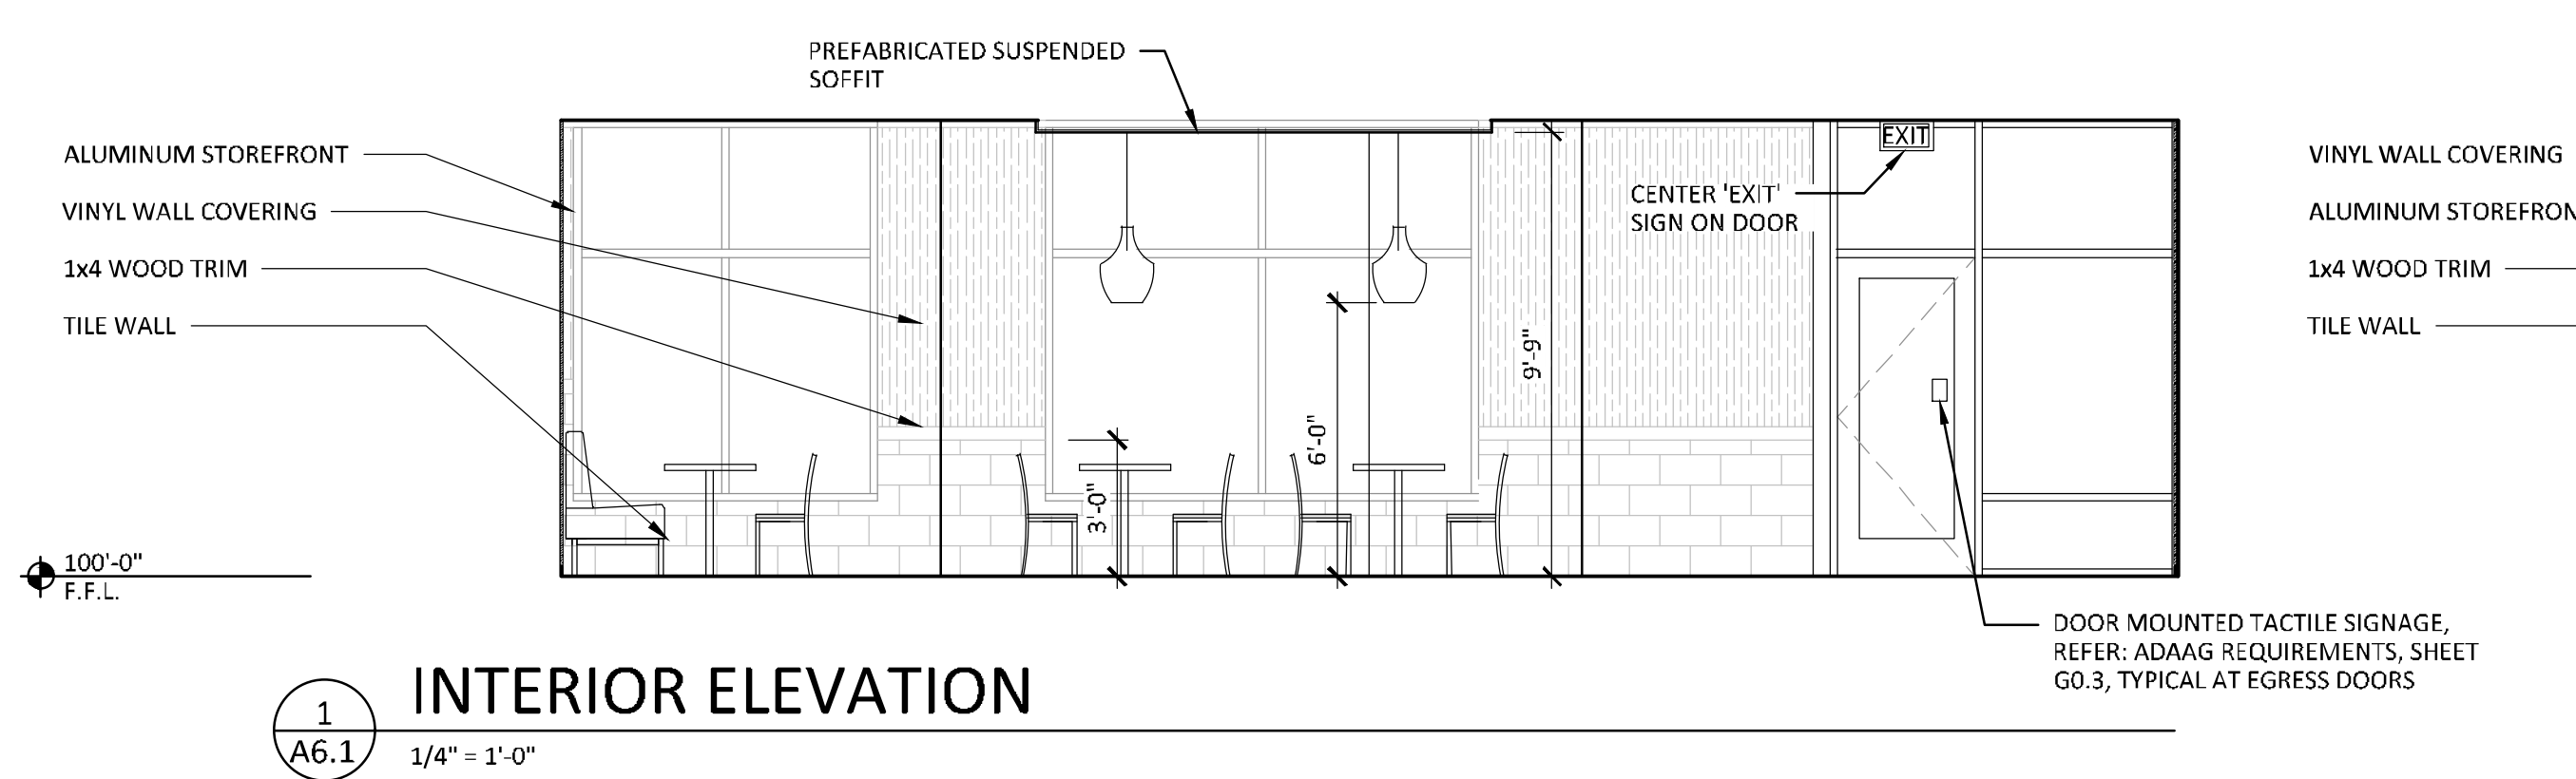 PREFABRICATED SUSPENDED
SOFFIT
ALUMINUM STOREFRONT
VINYL WALL COVERING
1x4 WOOD TRIM
TILE WALL
EXIT
CENTER 'EXIT'
SIGN ON DOOR
9'-9"
6'-0"
3'-0"
100'-0"
F.F.L.
VINYL WALL COVERING
ALUMINUM STOREFRON
1x4 WOOD TRIM
TILE WALL
DOOR MOUNTED TACTILE SIGNAGE,
REFER: ADAAG REQUIREMENTS, SHEET
G0.3, TYPICAL AT EGRESS DOORS
1
A6.1
INTERIOR ELEVATION
1/4" = 1'-0"